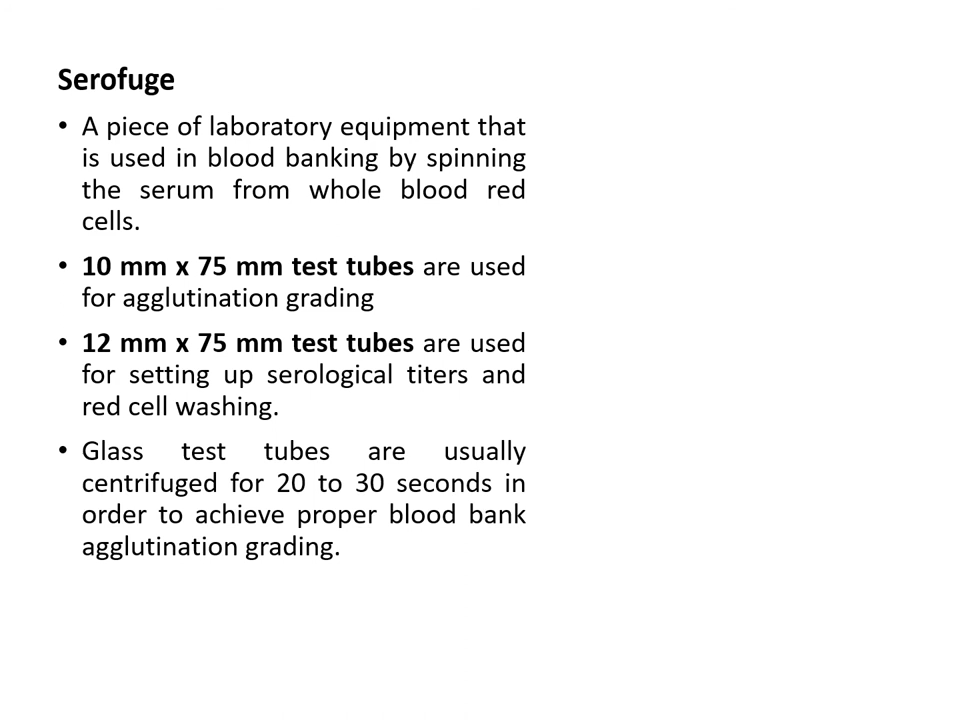 Serofuge
• A piece of laboratory equipment that
is used in blood banking by spinning
the serum from whole blood red
cells.
• 10 mm x 75 mm test tubes are used
for agglutination grading
• 12 mm x 75 mm test tubes are used
for setting up serological titers and
red cell washing.
• Glass test tubes are usually
centrifuged for 20 to 30 seconds in
order to achieve proper blood bank
agglutination grading.